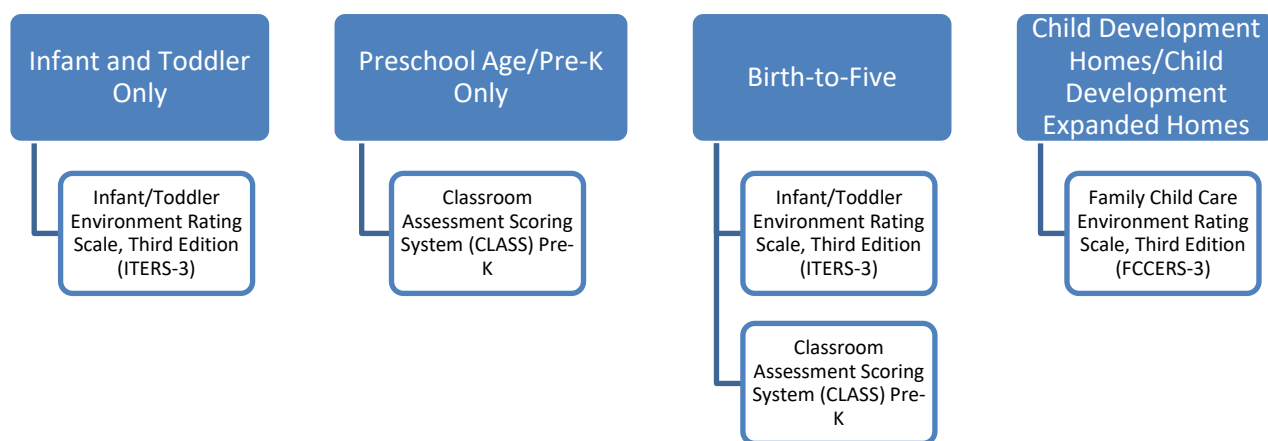 Infant and Toddler
Only
Infant/Toddler
Environment Rating
Scale, Third Edition
(ITERS-3)
Preschool Age/Pre-K
Only
Classroom
Assessment Scoring
System (CLASS) Pre-
K
Birth-to-Five
Infant/Toddler
Environment Rating
Scale, Third Edition
(ITERS-3)
Classroom
Assessment Scoring
System (CLASS) Pre-
K
Child Development
Homes/Child
Development
Expanded Homes
Family Child Care
Environment Rating
Scale, Third Edition
(FCCERS-3)